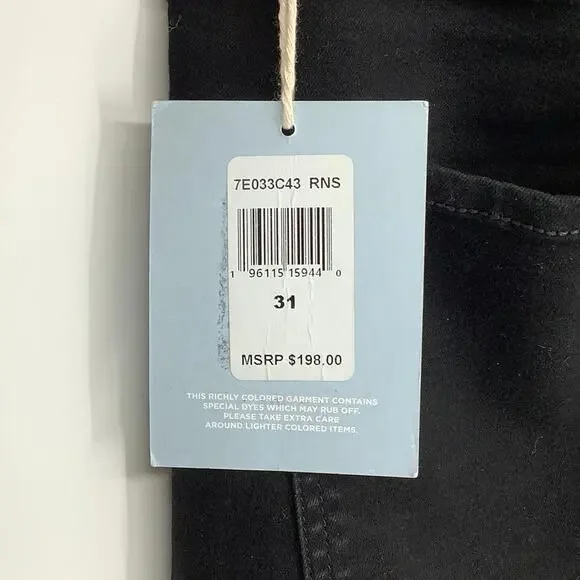 7E033C43 RNS
1 96115 15944 0
31
MSRP $198.00
THIS RICHLY COLORED GARMENT CONTAINS
SPECIAL DYES WHICH MAY RUB OFF.
PLEASE TAKE EXTRA CARE
AROUND LIGHTER COLORED ITEMS.